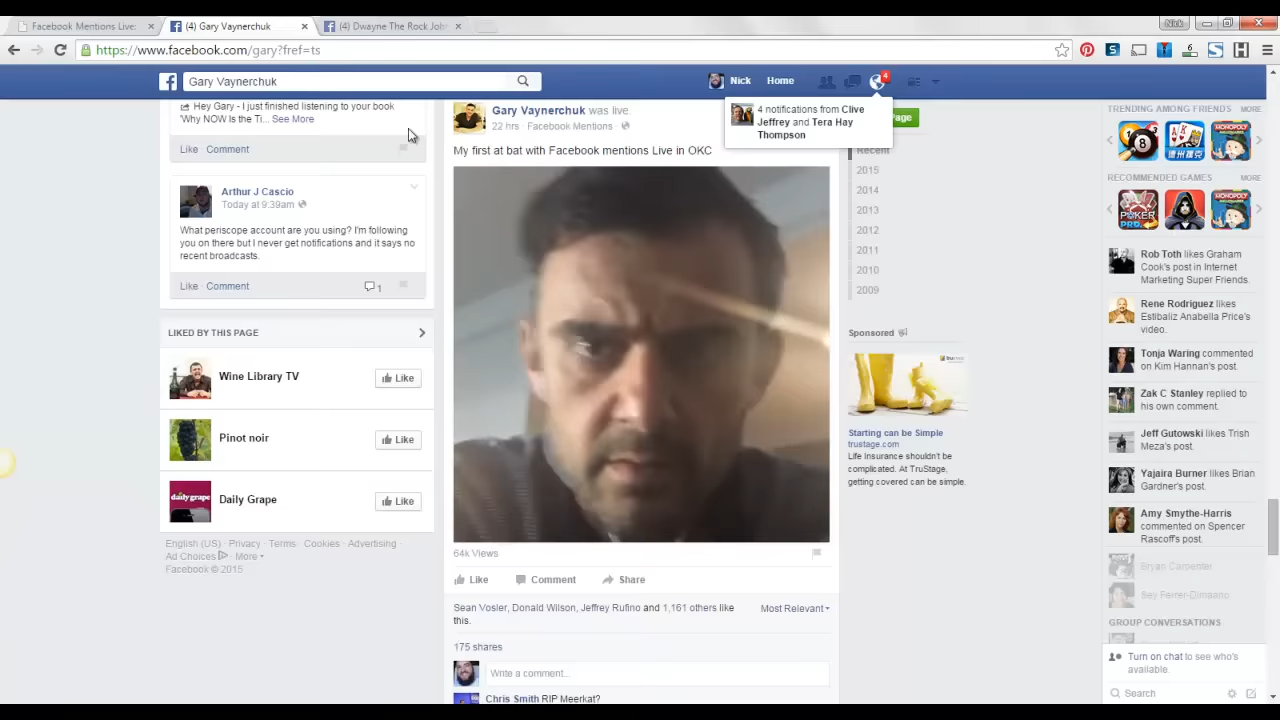 Facebook Mentions Live:
(4) Gary Vaynerchuk
(4) Dwayne The Rock John
Nick
https://www.facebook.com/gary?fref=ts
Gary Vaynerchuk
Nick
Home
4
4 notifications from Clive
Jeffrey and Tera Hay
Thompson
Page
Hey Gary - I just finished listening to your book
"Why NOW Is the Ti... See More
Like Comment
Arthur J Cascio
Today at 9:39am
What periscope account are you using? I'm following
you on there but I never get notifications and it says no
recent broadcasts.
Like Comment
1
LIKED BY THIS PAGE
Wine Library TV
Like
Pinot noir
Like
daily grape
Daily Grape
Like
English (US) · Privacy · Terms · Cookies · Advertising ·
Ad Choices · More
Facebook © 2015
Gary Vaynerchuk was live.
22 hrs · Facebook Mentions ·
My first at bat with Facebook mentions Live in OKC
64k Views
Like Comment Share
Sean Vosler, Donald Wilson, Jeffrey Rufino and 1,161 others like
this.
Most Relevant
175 shares
Write a comment...
Chris Smith RIP Meerkat?
Recent
2015
2014
2013
2012
2011
2010
2009
Sponsored
Starting can be Simple
trustage.com
Life Insurance shouldn't be
complicated. At TruStage,
getting covered can be simple.
TRENDING AMONG FRIENDS MORE
RECOMMENDED GAMES MORE
Rob Toth likes Graham
Cook's post in Internet
Marketing Super Friends.
Rene Rodriguez likes
Estibaliz Anabella Price's
video.
Tonja Waring commented
on Kim Hannan's post.
Zak C Stanley replied to
his own comment.
Jeff Gutowski likes Trish
Meza's post.
Yajaira Burner likes Brian
Gardner's post.
Amy Smythe-Harris
commented on Spencer
Rascoff's post.
Bryan Carpenter
Bey Ferrer-Dimaano
GROUP CONVERSATIONS
Turn on chat to see who's
available.
Search